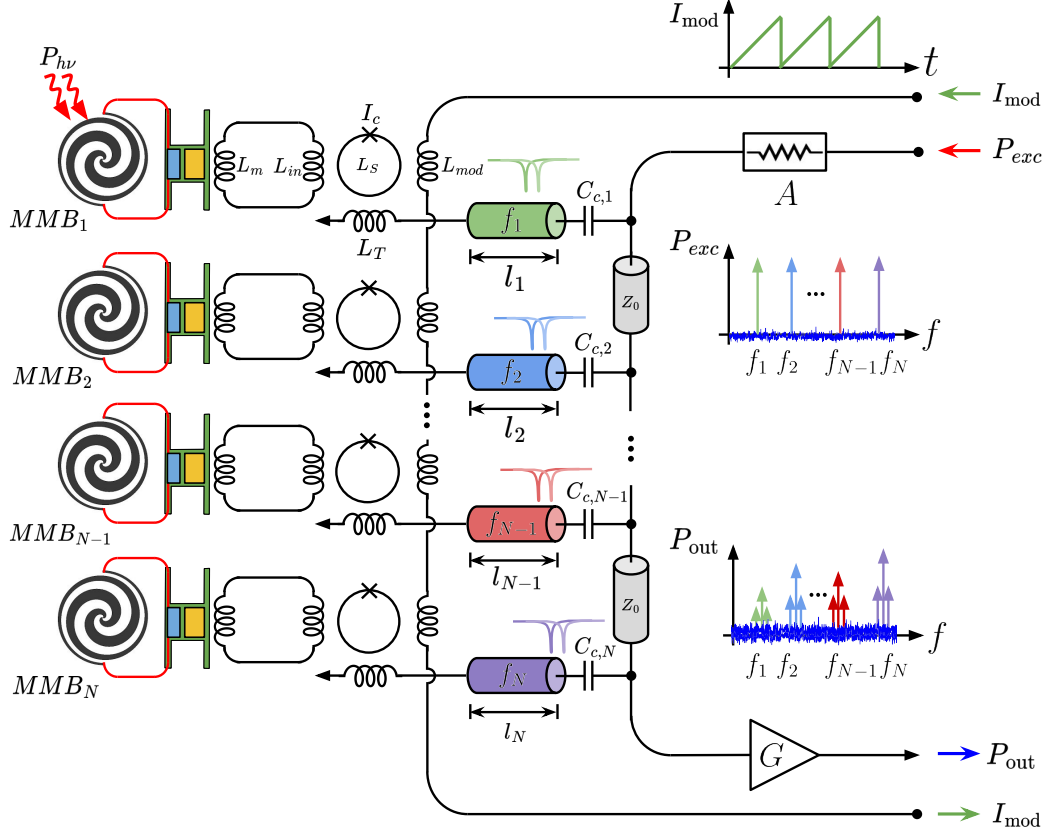 I_mod
t
I_mod
P_hν
I_c
L_m
L_in
L_S
L_mod
C_c,1
P_exc
A
MMB_1
L_T
f_1
l_1
P_exc
Z_0
...
f
f_1 f_2 f_N−1 f_N
MMB_2
f_2
C_c,2
l_2
MMB_N−1
f_N−1
C_c,N−1
l_N−1
P_out
...
f
f_1 f_2 f_N−1 f_N
Z_0
MMB_N
f_N
C_c,N
l_N
G
P_out
I_mod